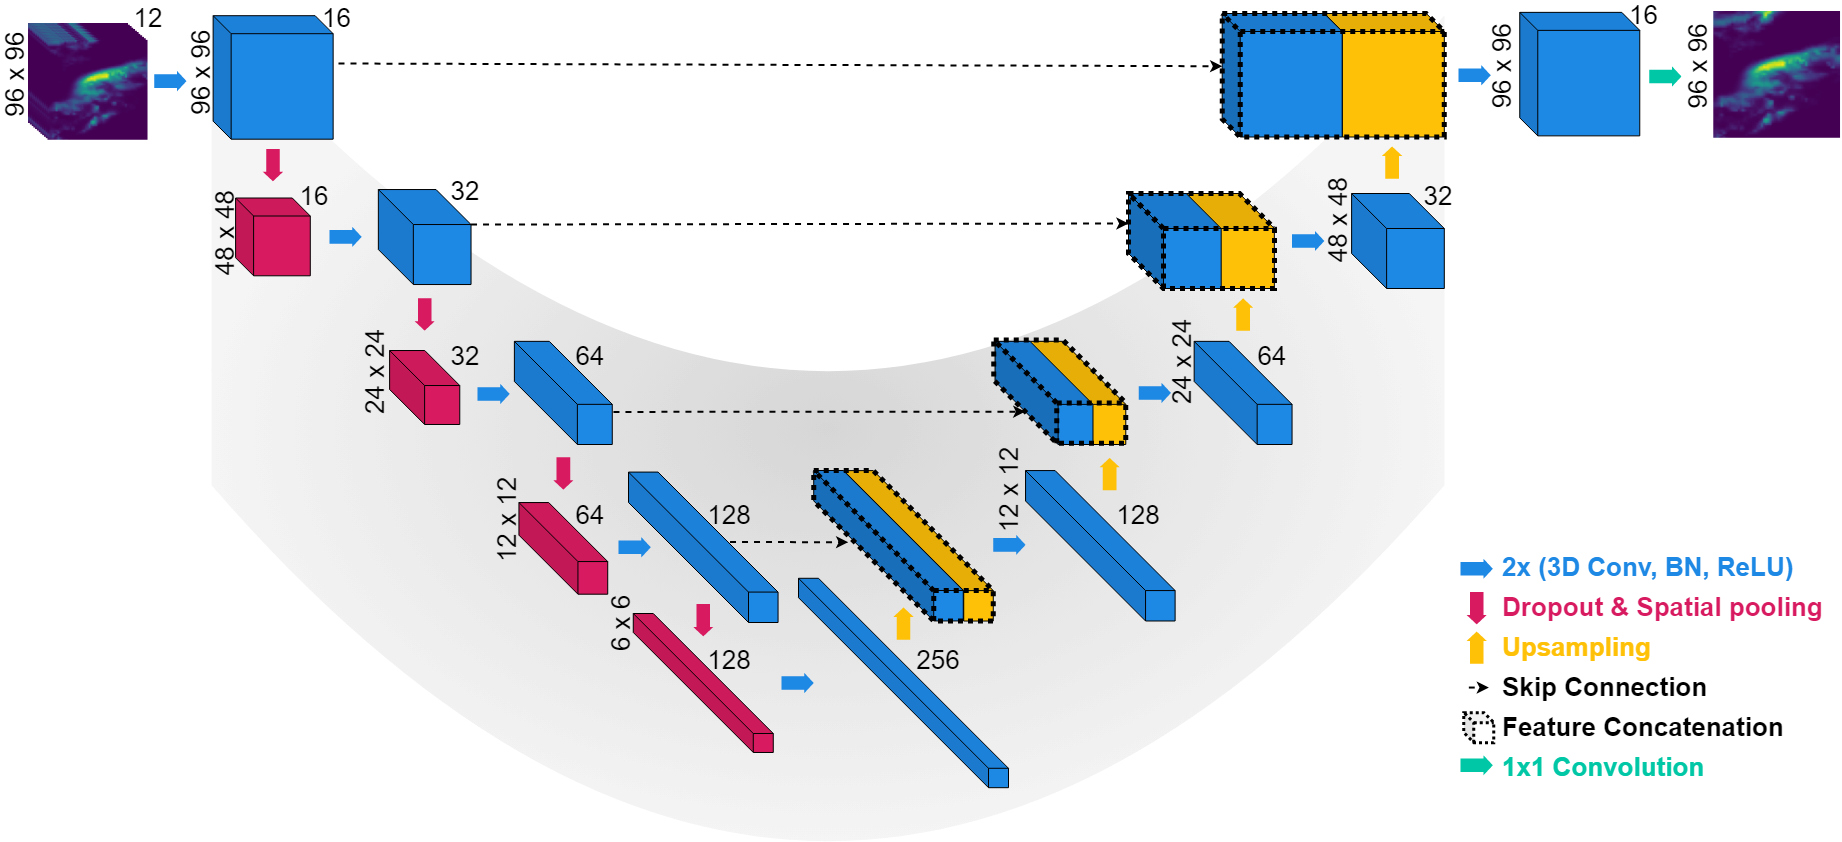 12
96 x 96
96 x 96
16
16
96 x 96
96 x 96
48 x 48
16
32
48 x 48
32
24 x 24
32
64
24 x 24
64
12 x 12
64
128
12 x 12
128
6 x 6
128
256
2x (3D Conv, BN, ReLU)
Dropout & Spatial pooling
Upsampling
Skip Connection
Feature Concatenation
1x1 Convolution